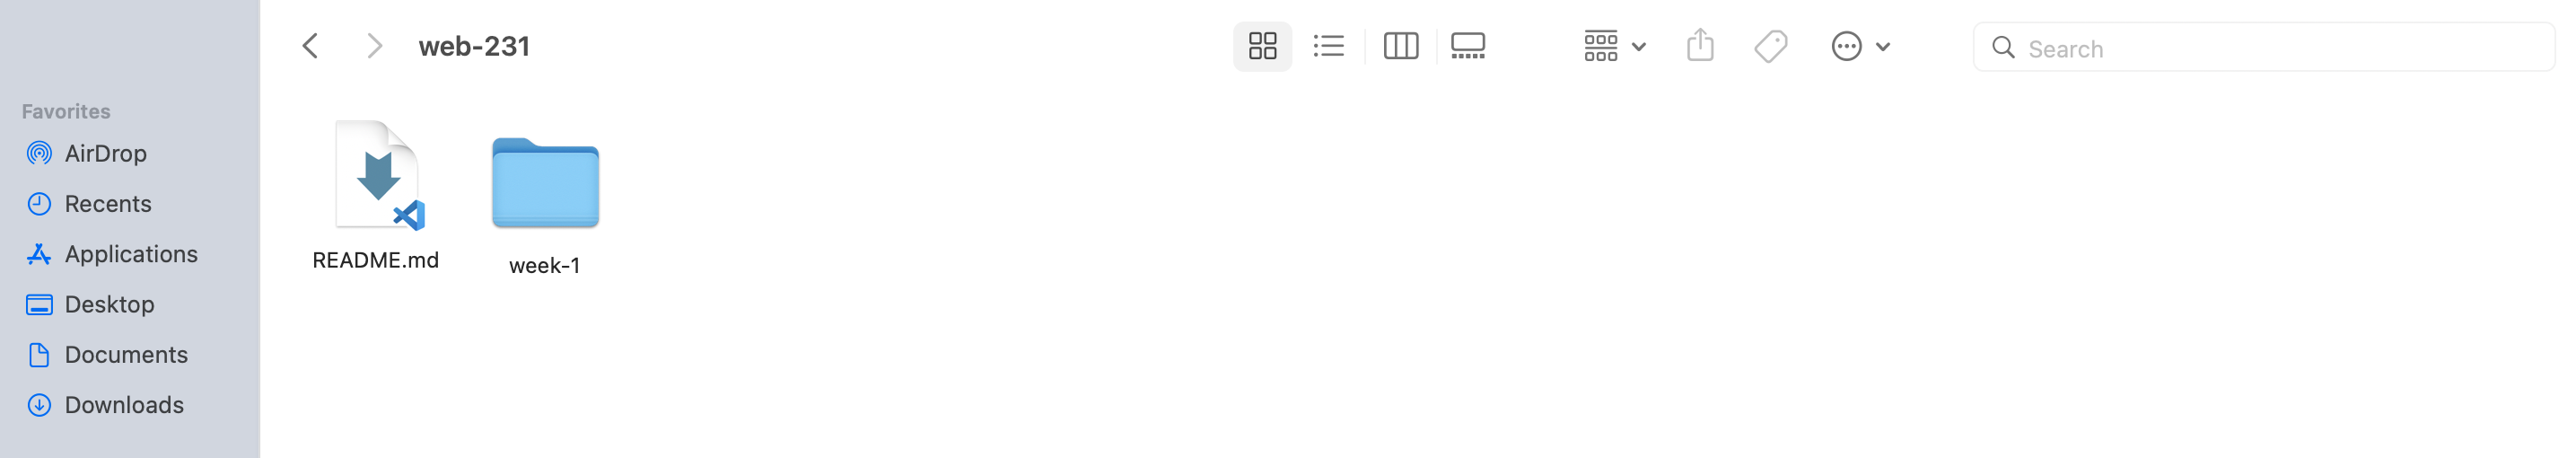 web-231
Search
Favorites
AirDrop
Recents
Applications
Desktop
Documents
Downloads
README.md
week-1